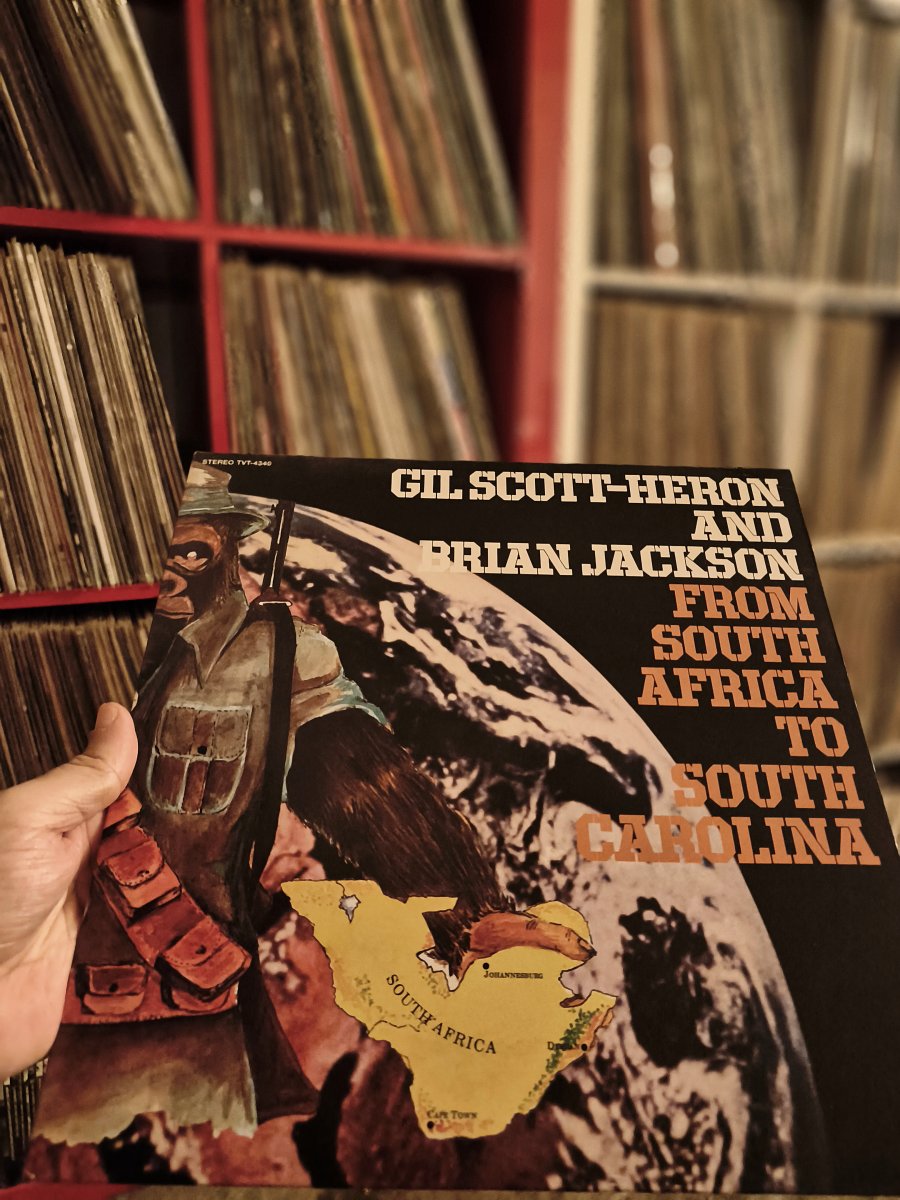 STEREO TVT-4340
GIL SCOTT-HERON
AND
BRIAN JACKSON
FROM
SOUTH
AFRICA
TO
SOUTH
CAROLINA
JOHANNESBURG
SOUTH AFRICA
CAPE TOWN